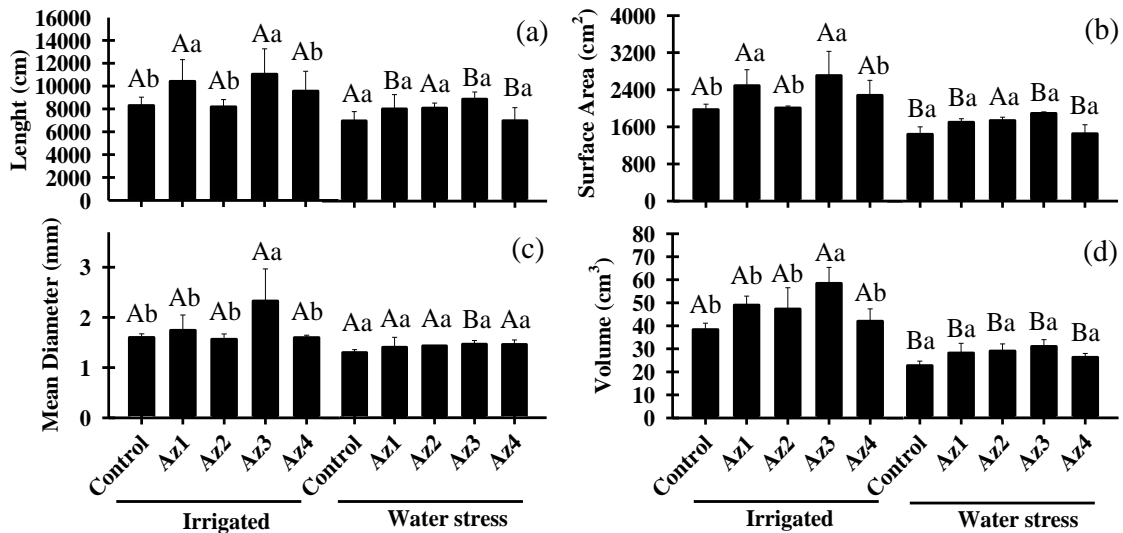 Lenght (cm)
16000
14000
12000
10000
8000
6000
4000
2000
0
Ab Aa Ab Aa Ab Aa Ba Aa Ba Aa
(a)
Surface Area (cm²)
4000
3200
2400
1600
800
0
Ab Aa Ab Aa Ab Ba Ba Aa Ba Ba
(b)
Mean Diameter (mm)
3
2
1
0
Ab Ab Ab Aa Ab Aa Aa Aa Ba Aa
(c)
Volume (cm³)
80
70
60
50
40
30
20
10
0
Ab Ab Ab Aa Ab Ba Ba Ba Ba Ba
(d)
Control Az1 Az2 Az3 Az4 Control Az1 Az2 Az3 Az4
Irrigated Water stress
Control Az1 Az2 Az3 Az4 Control Az1 Az2 Az3 Az4
Irrigated Water stress